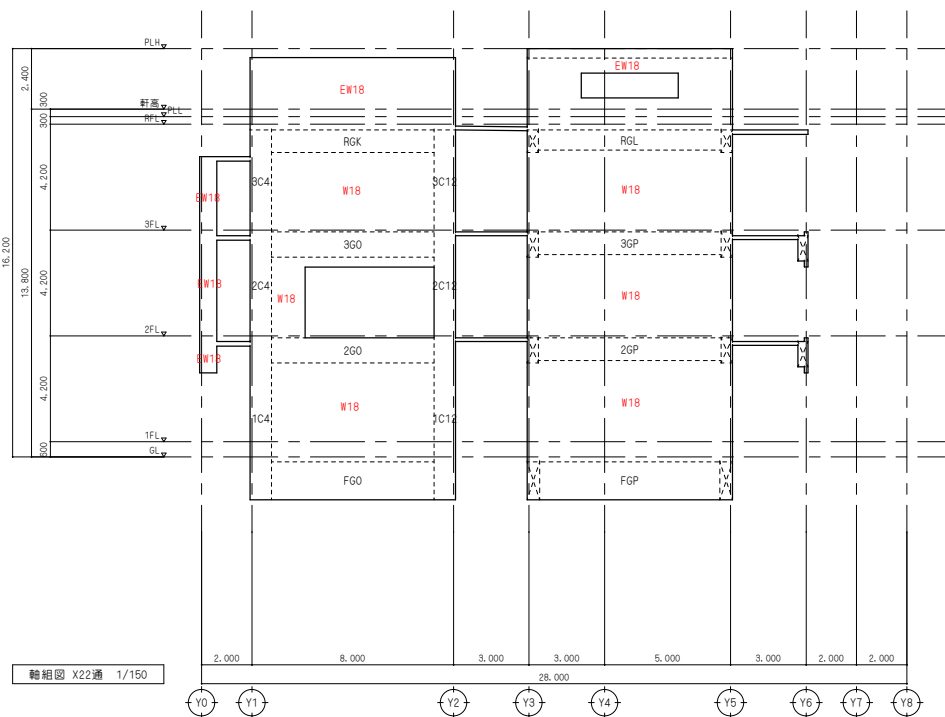 PLH
軒高
PLL
RFL
3FL
2FL
1FL
GL
16.200
2.400
13.800
300
300
4.200
4.200
4.200
600
EW18
EW18
RGK
RGL
3C4
W18
3C12
W18
EW18
3GO
3GP
EW18
2C4
W18
2C12
W18
2GO
2GP
EW18
1C4
W18
1C12
W18
FGO
FGP
2.000
8.000
3.000
3.000
5.000
3.000
2.000
2.000
28.000
軸組図 X22通 1/150
Y0
Y1
Y2
Y3
Y4
Y5
Y6
Y7
Y8